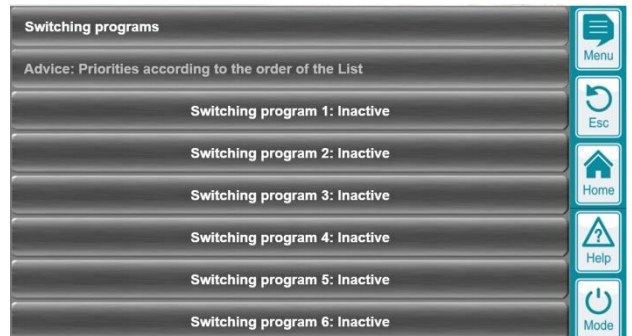 Switching programs
Menu
Advice: Priorities according to the order of the List
Switching program 1: Inactive
Esc
Switching program 2: Inactive
Switching program 3: Inactive
Home
Switching program 4: Inactive
?
Help
Switching program 5: Inactive
Switching program 6: Inactive
Mode